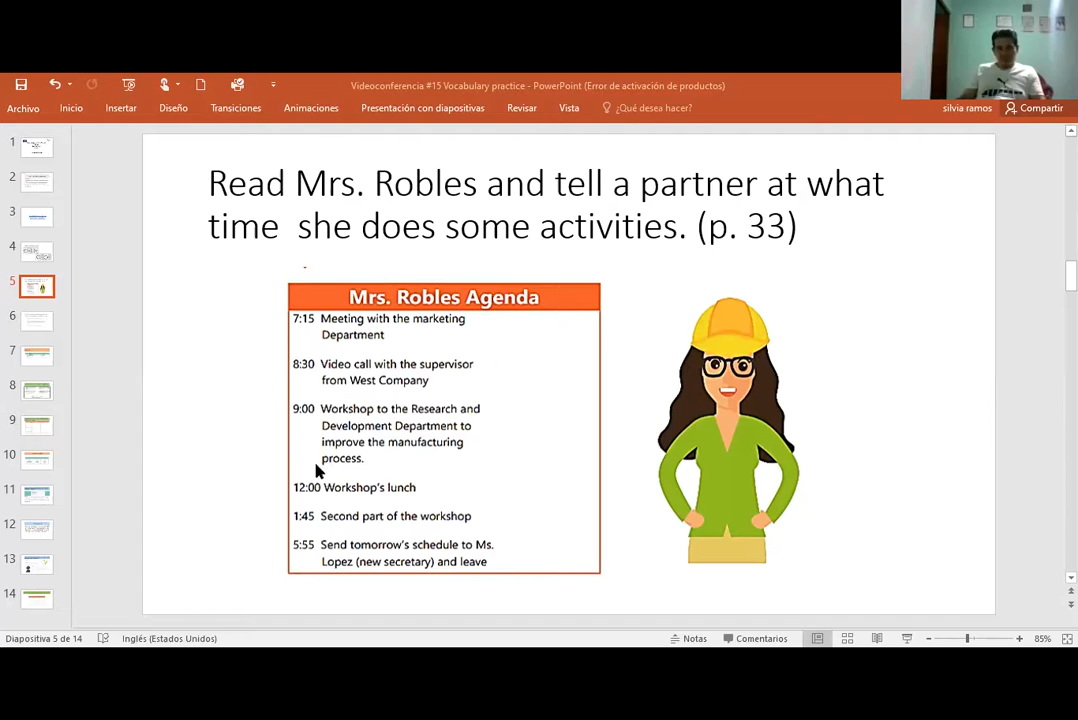 Videoconferencia #15 Vocabulary practice - PowerPoint (Error de activación de productos)
Archivo Inicio Insertar Diseño Transiciones Animaciones Presentación con diapositivas Revisar Vista ¿Qué desea hacer? silvia ramos Compartir
Read Mrs. Robles and tell a partner at what
time she does some activities. (p. 33)
Mrs. Robles Agenda
7:15 Meeting with the marketing
Department
8:30 Video call with the supervisor
from West Company
9:00 Workshop to the Research and
Development Department to
improve the manufacturing
process.
12:00 Workshop's lunch
1:45 Second part of the workshop
5:55 Send tomorrow's schedule to Ms.
Lopez (new secretary) and leave
1
2
3
4
5
6
7
8
9
10
11
12
13
14
Diapositiva 5 de 14 Inglés (Estados Unidos) Notas Comentarios 85%